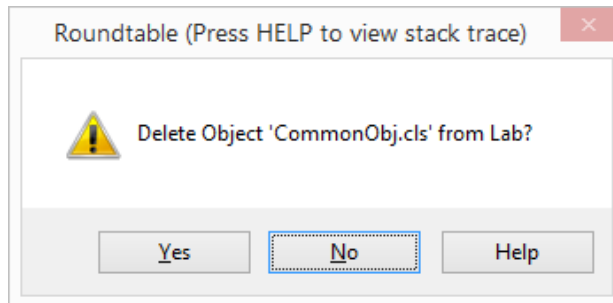 Roundtable (Press HELP to view stack trace)
Delete Object 'CommonObj.cls' from Lab?
Yes No Help